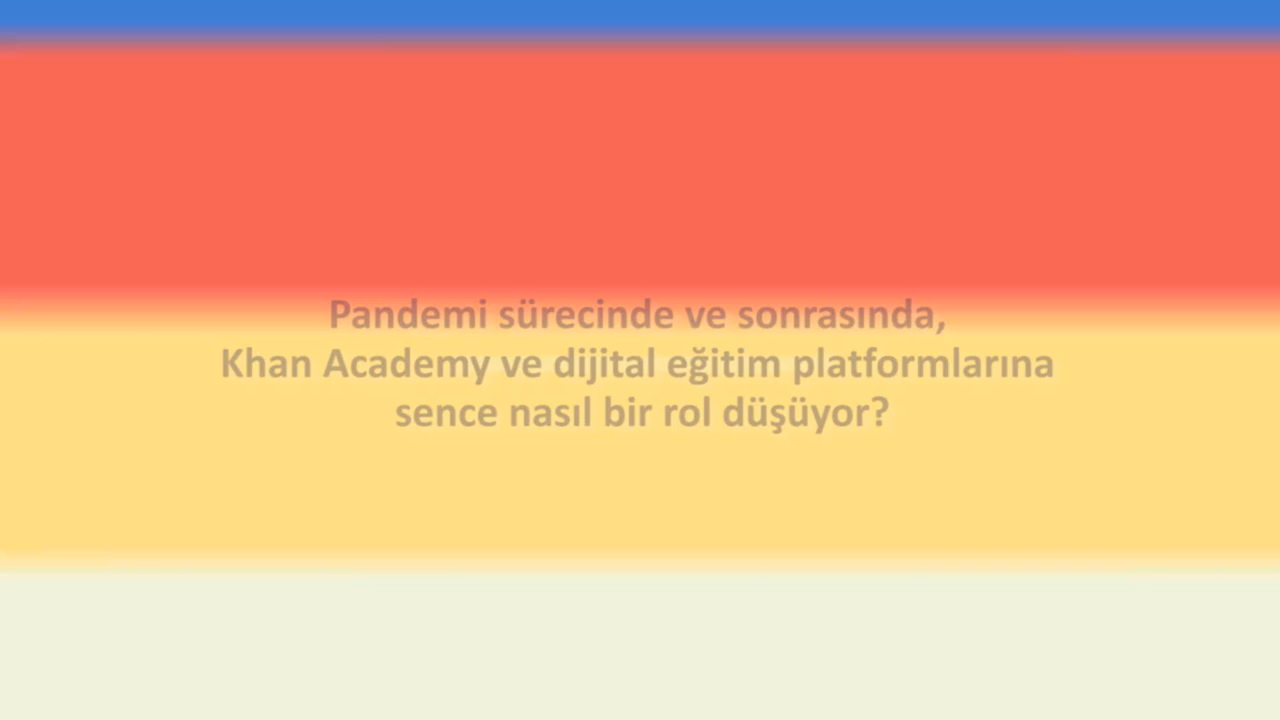 Pandemi sürecinde ve sonrasında,
Khan Academy ve dijital eğitim platformlarına
sence nasıl bir rol düşüyor?